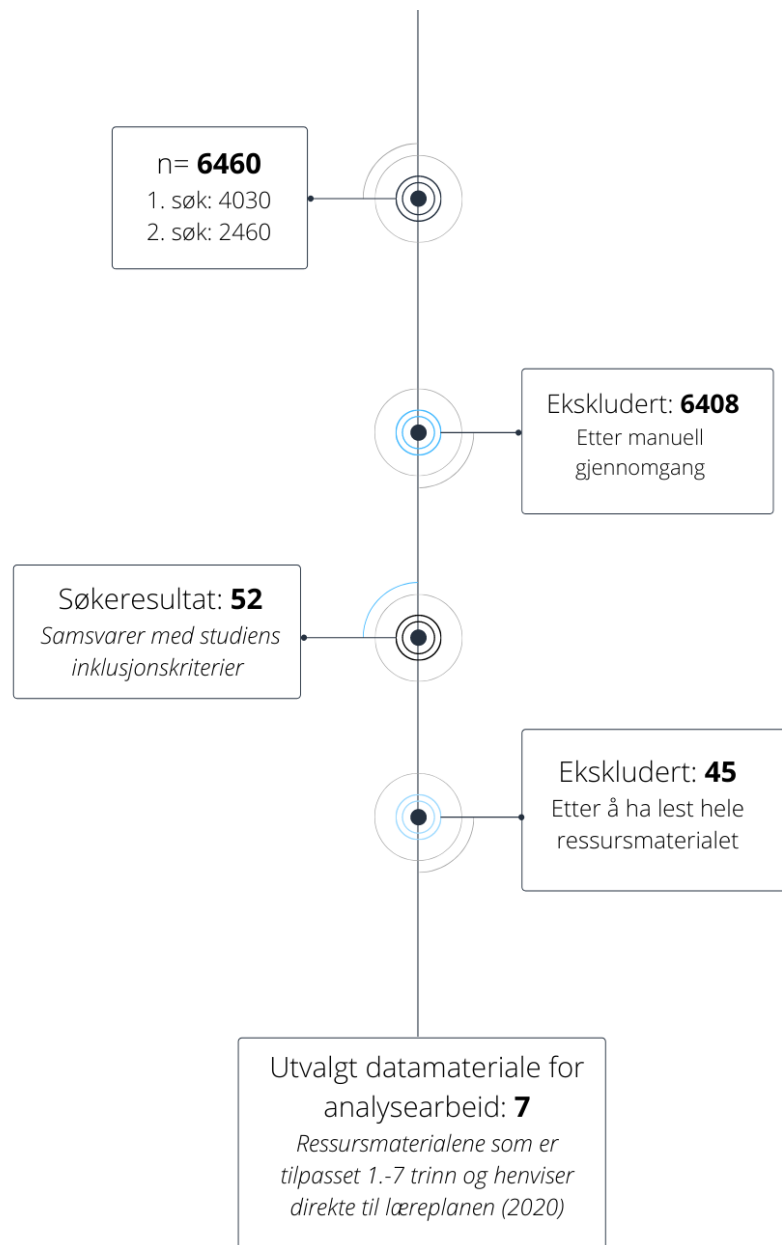 n= 6460
1. søk: 4030
2. søk: 2460
Ekskludert: 6408
Etter manuell
gjennomgang
Søkeresultat: 52
Samsvarer med studiens
inklusjonskriterier
Ekskludert: 45
Etter å ha lest hele
ressursmaterialet
Utvalgt datamateriale for
analysearbeid: 7
Ressursmaterialene som er
tilpasset 1.-7 trinn og henviser
direkte til læreplanen (2020)